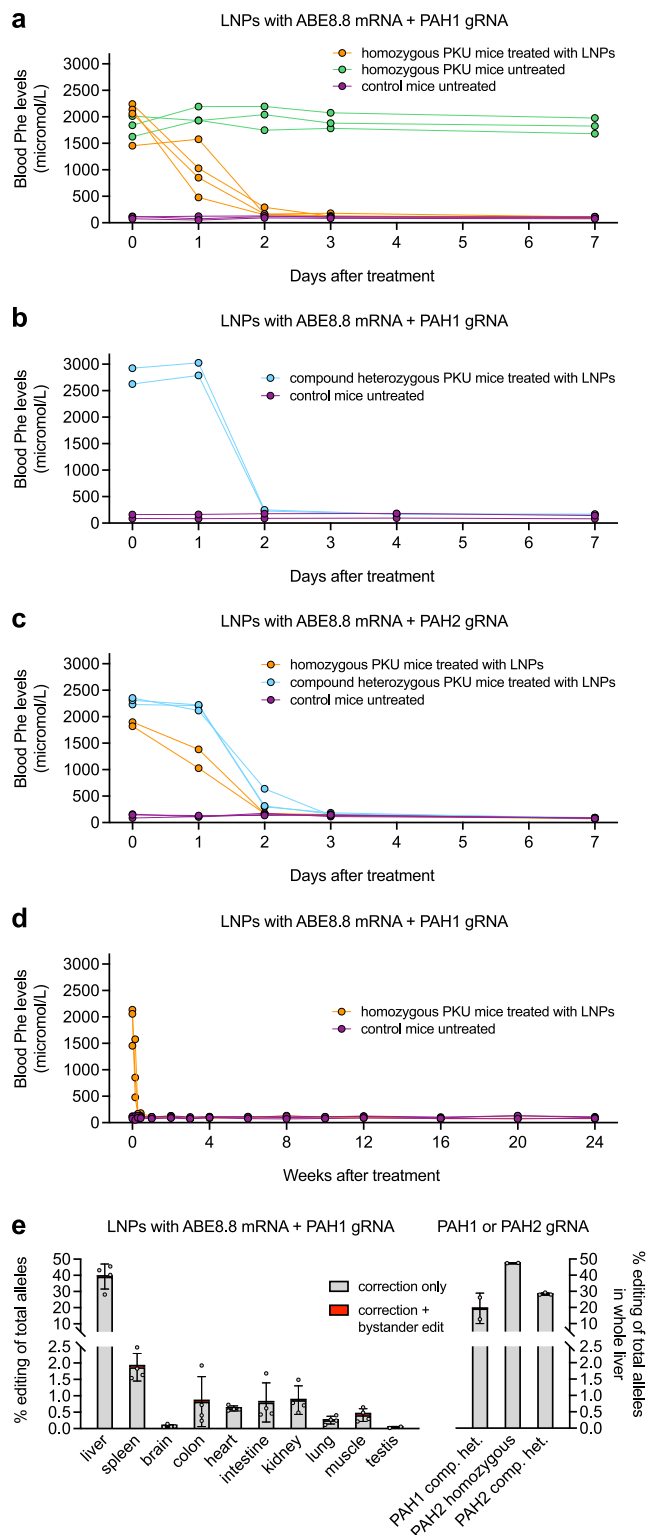 a
LNPs with ABE8.8 mRNA + PAH1 gRNA
homozygous PKU mice treated with LNPs
homozygous PKU mice untreated
control mice untreated
Blood Phe levels
(micromol/L)
3000
2500
2000
1500
1000
500
0
0 1 2 3 4 5 6 7
Days after treatment
b
LNPs with ABE8.8 mRNA + PAH1 gRNA
compound heterozygous PKU mice treated with LNPs
control mice untreated
Blood Phe levels
(micromol/L)
3000
2500
2000
1500
1000
500
0
0 1 2 3 4 5 6 7
Days after treatment
c
LNPs with ABE8.8 mRNA + PAH2 gRNA
homozygous PKU mice treated with LNPs
compound heterozygous PKU mice treated with LNPs
control mice untreated
Blood Phe levels
(micromol/L)
3000
2500
2000
1500
1000
500
0
0 1 2 3 4 5 6 7
Days after treatment
d
LNPs with ABE8.8 mRNA + PAH1 gRNA
homozygous PKU mice treated with LNPs
control mice untreated
Blood Phe levels
(micromol/L)
3000
2500
2000
1500
1000
500
0
0 4 8 12 16 20 24
Weeks after treatment
e
LNPs with ABE8.8 mRNA + PAH1 gRNA
% editing of total alleles
50
40
30
20
10
2.5
2.0
1.5
1.0
0.5
0.0
correction only
correction +
bystander edit
liver
spleen
brain
colon
heart
intestine
kidney
lung
muscle
testis
PAH1 or PAH2 gRNA
50
40
30
20
10
2.5
2.0
1.5
1.0
0.5
0.0
% editing of total alleles
in whole liver
PAH1 comp. het.
PAH2 homozygous
PAH2 comp. het.